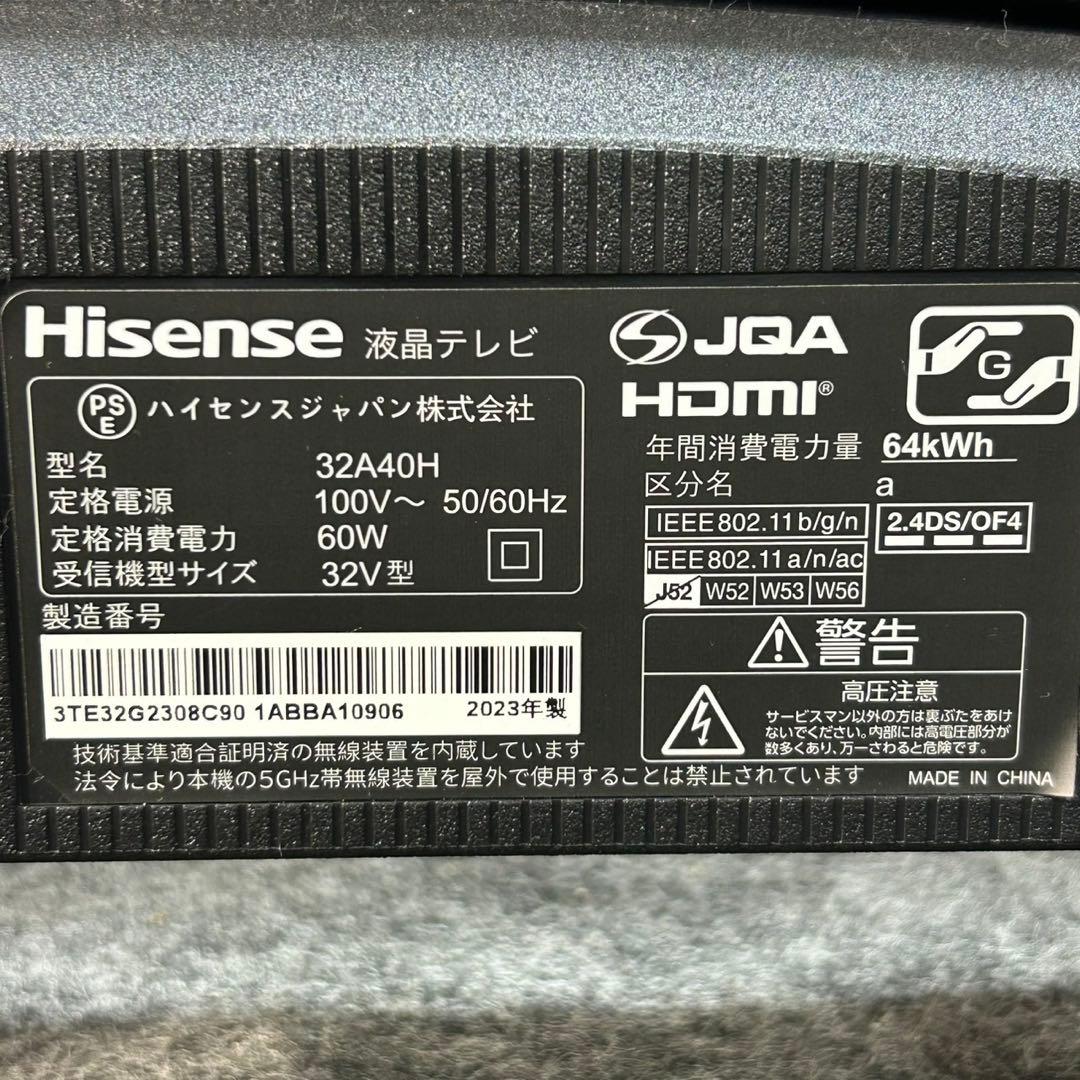 Hisense 液晶テレビ
PSE ハイセンスジャパン株式会社
型名 32A40H
定格電源 100V～ 50/60Hz
定格消費電力 60W
受信機型サイズ 32V型
製造番号
3TE32G2308C90 1ABBA10906 2023年製
技術基準適合証明済の無線装置を内蔵しています
法令により本機の5GHz帯無線装置を屋外で使用することは禁止されています
S JQA
HDMI®
G
年間消費電力量 64kWh
区分名 a
IEEE802.11b/g/n
2.4DS/OF4
IEEE802.11a/n/ac
J52 W52 W53 W56
警告
高圧注意
サービスマン以外の方は裏ぶたをあけ
ないでください。内部には高電圧部分が
数多くあり、万一さわると危険です。
MADE IN CHINA